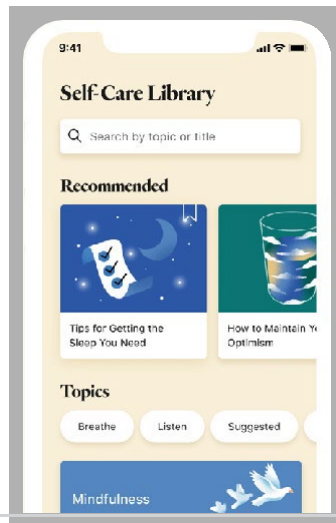 9:41
Self-Care Library
Search by topic or title
Recommended
Tips for Getting the
Sleep You Need
How to Maintain Yo
Optimism
Topics
Breathe
Listen
Suggested
Mindfulness